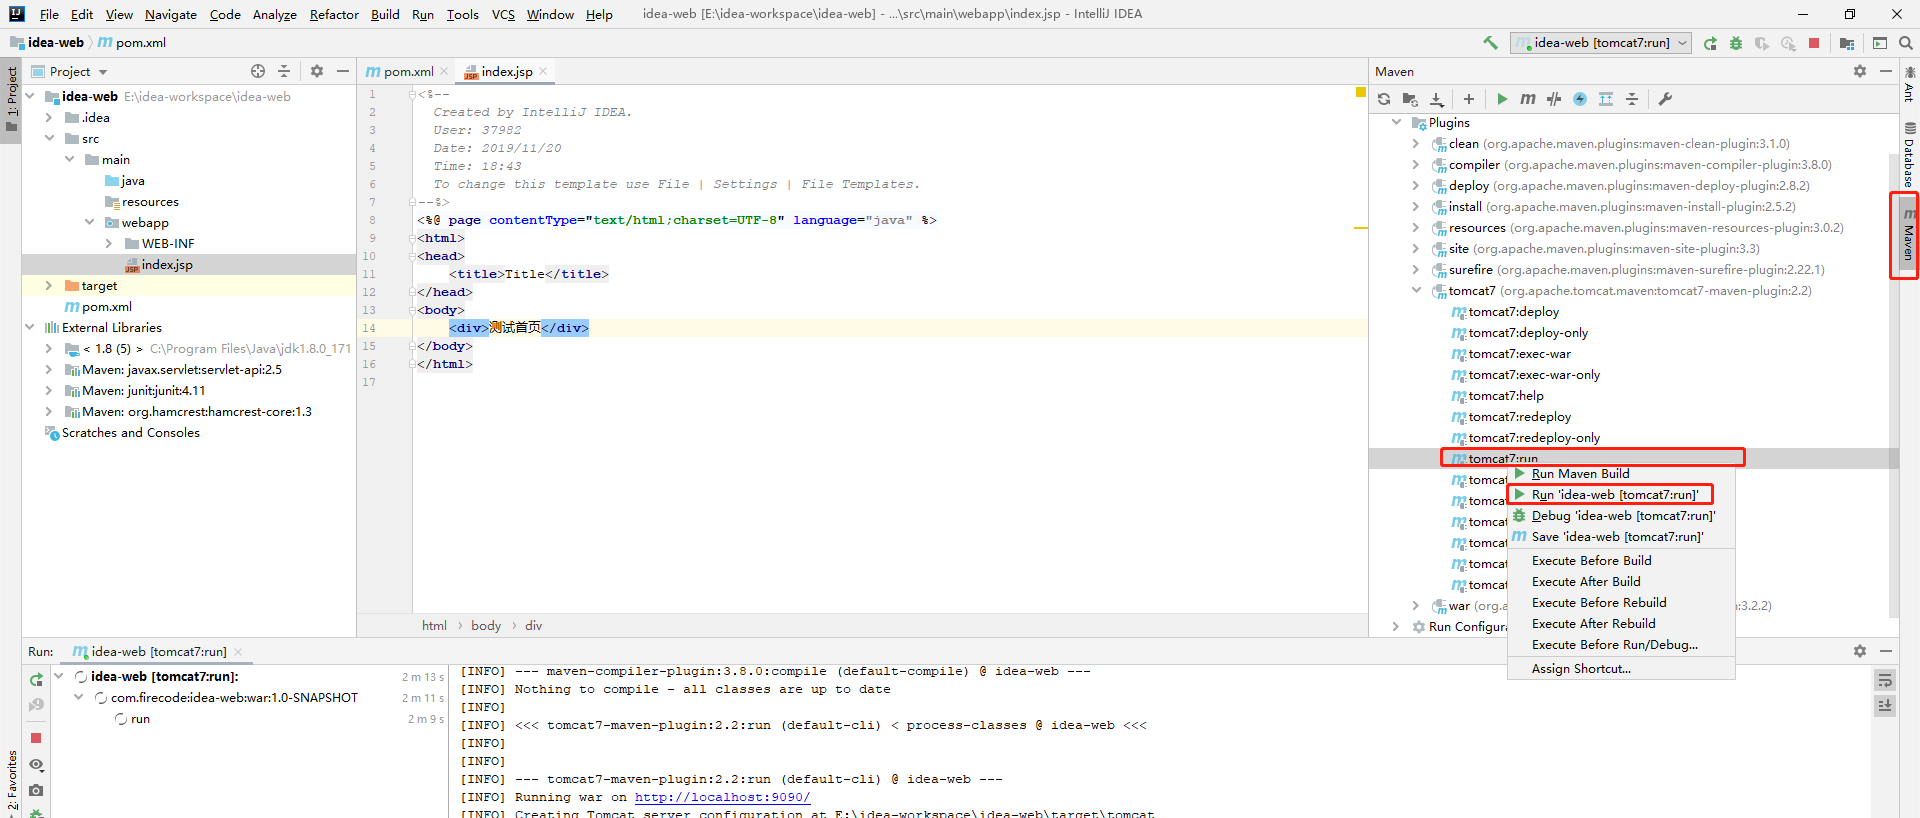 File Edit View Navigate Code Analyze Refactor Build Run Tools VCS Window Help idea-web [E:\idea-workspace\idea-web] - ...\src\main\webapp\index.jsp - IntelliJ IDEA
idea-web pom.xml
idea-web [tomcat7:run]
1: Project
Project
idea-web E:\idea-workspace\idea-web
.idea
src
main
java
resources
webapp
WEB-INF
index.jsp
target
pom.xml
External Libraries
< 1.8 (5) > C:\Program Files\Java\jdk1.8.0_171
Maven: javax.servlet:servlet-api:2.5
Maven: junit:junit:4.11
Maven: org.hamcrest:hamcrest-core:1.3
Scratches and Consoles
pom.xml index.jsp
1 <%--
2 Created by IntelliJ IDEA.
3 User: 37982
4 Date: 2019/11/20
5 Time: 18:43
6 To change this template use File | Settings | File Templates.
7 --%>
8 <%@ page contentType="text/html;charset=UTF-8" language="java" %>
9 <html>
10 <head>
11 <title>Title</title>
12 </head>
13 <body>
14 <div>测试首页</div>
15 </body>
16 </html>
17
html body div
Maven
Plugins
clean (org.apache.maven.plugins:maven-clean-plugin:3.1.0)
compiler (org.apache.maven.plugins:maven-compiler-plugin:3.8.0)
deploy (org.apache.maven.plugins:maven-deploy-plugin:2.8.2)
install (org.apache.maven.plugins:maven-install-plugin:2.5.2)
resources (org.apache.maven.plugins:maven-resources-plugin:3.0.2)
site (org.apache.maven.plugins:maven-site-plugin:3.3)
surefire (org.apache.maven.plugins:maven-surefire-plugin:2.22.1)
tomcat7 (org.apache.tomcat.maven:tomcat7-maven-plugin:2.2)
tomcat7:deploy
tomcat7:deploy-only
tomcat7:exec-war
tomcat7:exec-war-only
tomcat7:help
tomcat7:redeploy
tomcat7:redeploy-only
tomcat7:run
tomcat
tomcat
tomcat
tomcat
tomcat
tomcat
war (org.a 3.2.2)
Run Configura
Run Maven Build
Run 'idea-web [tomcat7:run]'
Debug 'idea-web [tomcat7:run]'
Save 'idea-web [tomcat7:run]'
Execute Before Build
Execute After Build
Execute Before Rebuild
Execute After Rebuild
Execute Before Run/Debug...
Assign Shortcut...
Ant
Database
Maven
Run: idea-web [tomcat7:run]
idea-web [tomcat7:run]: 2 m 13 s
com.firecode:idea-web:war:1.0-SNAPSHOT 2 m 11 s
run 2 m 9 s
2: Favorites
[INFO] --- maven-compiler-plugin:3.8.0:compile (default-compile) @ idea-web ---
[INFO] Nothing to compile - all classes are up to date
[INFO]
[INFO] <<< tomcat7-maven-plugin:2.2:run (default-cli) < process-classes @ idea-web <<<
[INFO]
[INFO]
[INFO] --- tomcat7-maven-plugin:2.2:run (default-cli) @ idea-web ---
[INFO] Running war on http://localhost:9090/
[INFO] Creating Tomcat server configuration at E:\idea-workspace\idea-web\target\tomcat